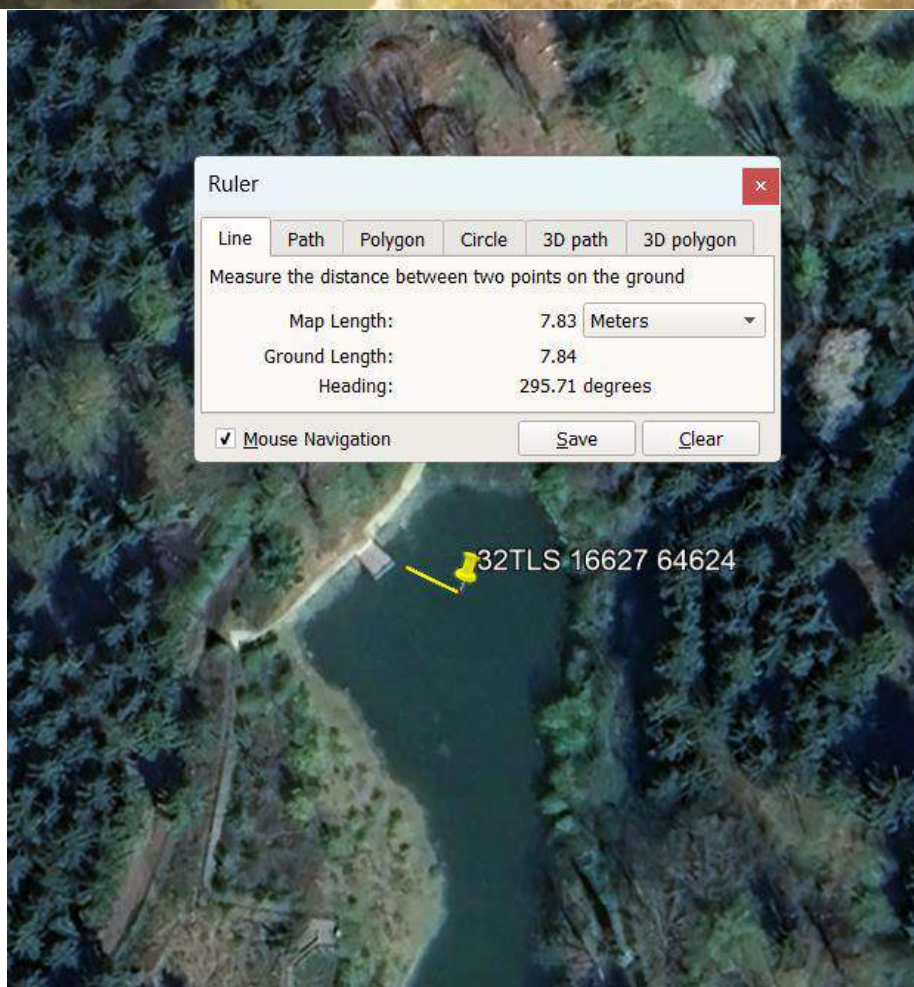 Ruler
Line Path Polygon Circle 3D path 3D polygon
Measure the distance between two points on the ground
Map Length: 7.83 Meters
Ground Length: 7.84
Heading: 295.71 degrees
Mouse Navigation Save Clear
32TLS 16627 64624